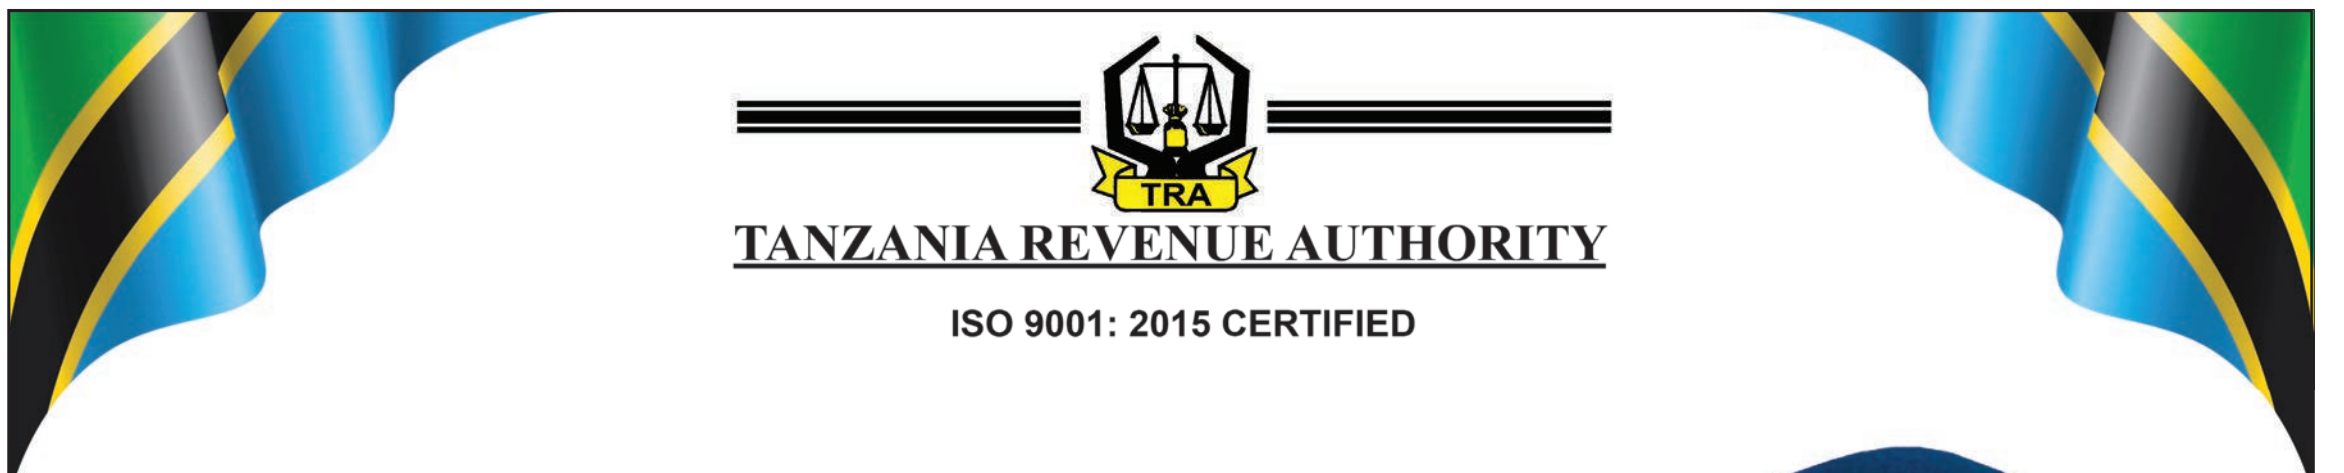 TRA
TANZANIA REVENUE AUTHORITY
ISO 9001: 2015 CERTIFIED